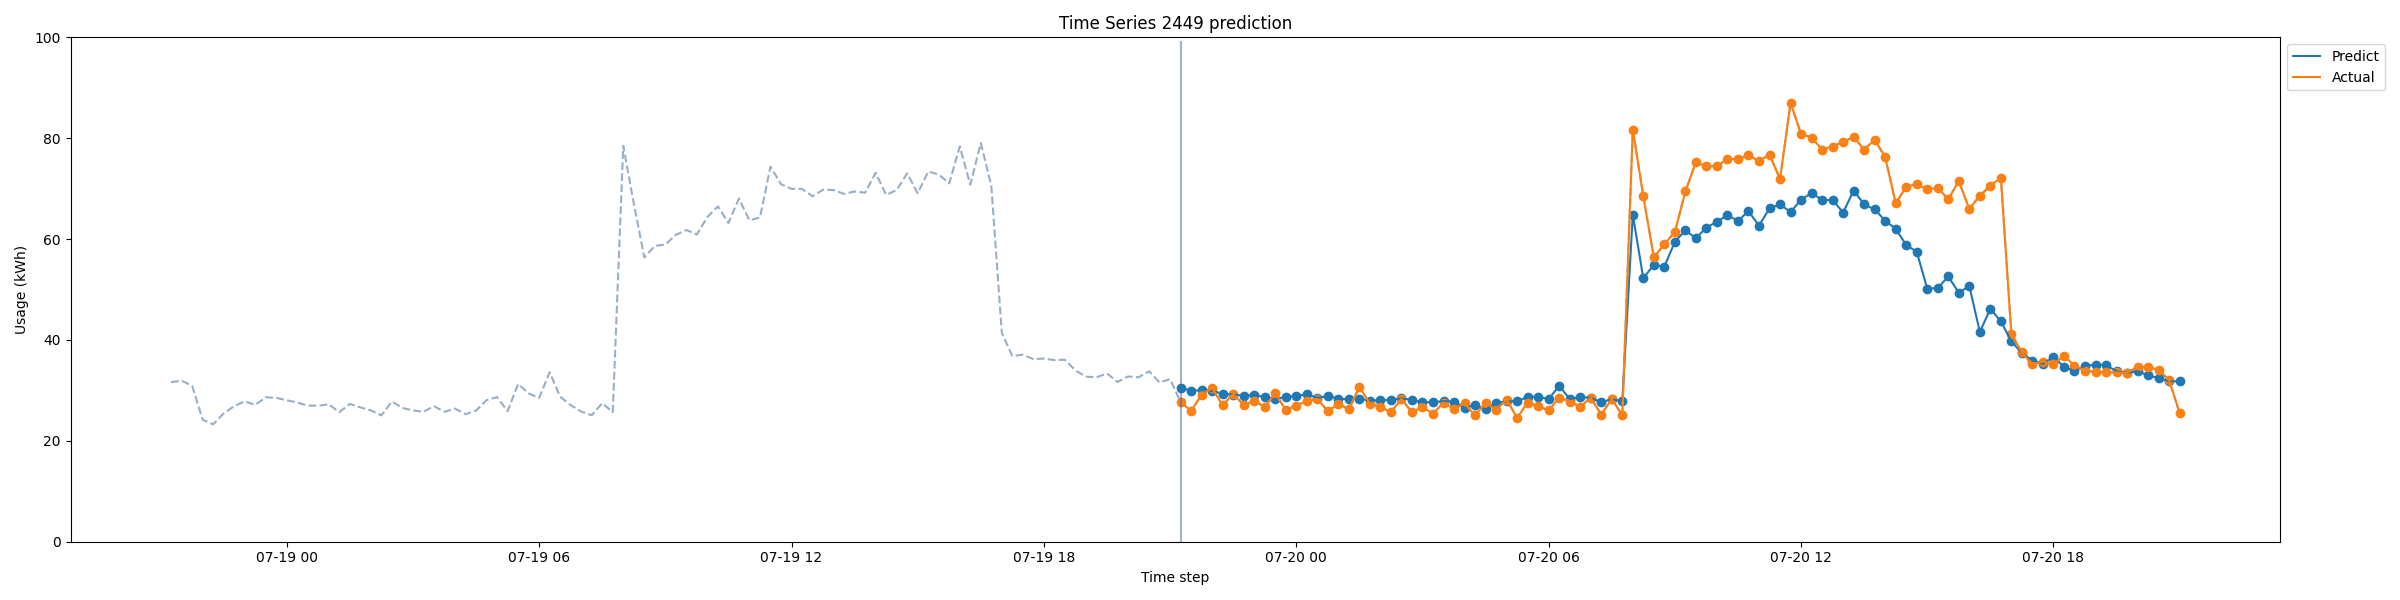 Time Series 2449 prediction
100
80
60
40
20
0
Usage (kWh)
Predict
Actual
07-19 00
07-19 06
07-19 12
07-19 18
07-20 00
07-20 06
07-20 12
07-20 18
Time step